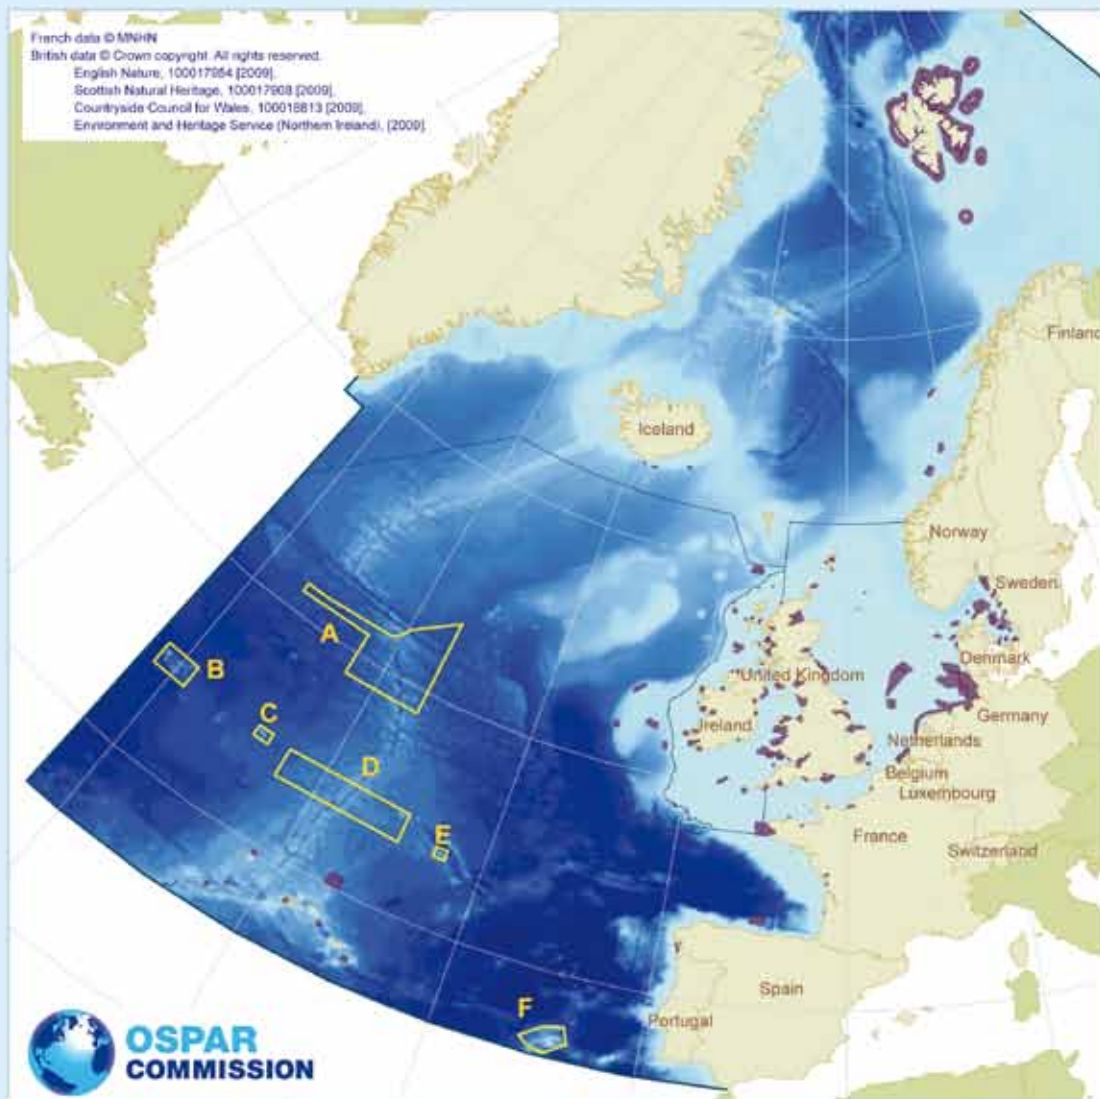 French data © MNHN
British data © Crown copyright. All rights reserved.
English Nature, 100017954 [2009].
Scottish Natural Heritage, 100017908 [2009].
Countryside Council for Wales, 100018813 [2009],
Environment and Heritage Service (Northern Ireland), [2009].
Finland
Iceland
Norway
Sweden
A
Denmark
B
United Kingdom
C
Ireland
Germany
Netherlands
D
Belgium
Luxembourg
E
France
Switzerland
Spain
F
Portugal
OSPAR
COMMISSION